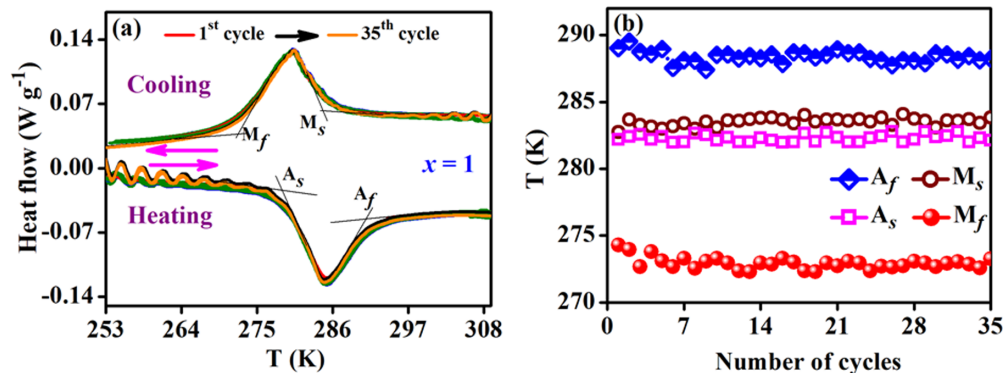 (a)
1st cycle → 35th cycle
Cooling
Mf
Ms
As
Af
x = 1
Heating
Heat flow (W g-1)
0.14
0.07
0.00
-0.07
-0.14
253 264 275 286 297 308
T (K)
(b)
T (K)
290
285
280
275
270
Af Ms
As Mf
0 7 14 21 28 35
Number of cycles